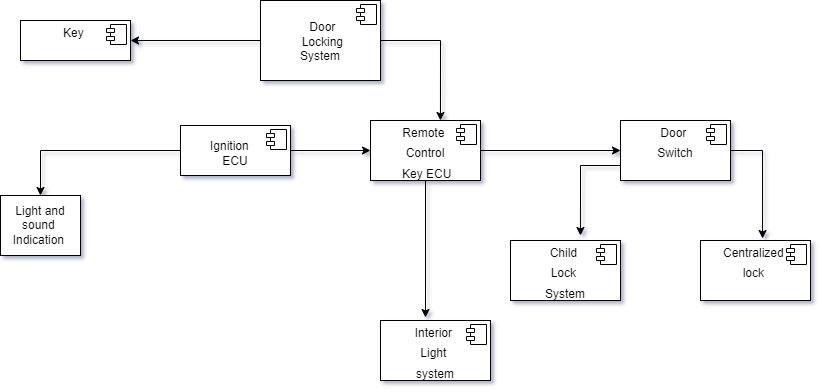 Key
Door
Locking
System
Ignition
ECU
Remote
Control
Key ECU
Door
Switch
Light and
sound
Indication
Child
Lock
System
Centralized
lock
Interior
Light
system